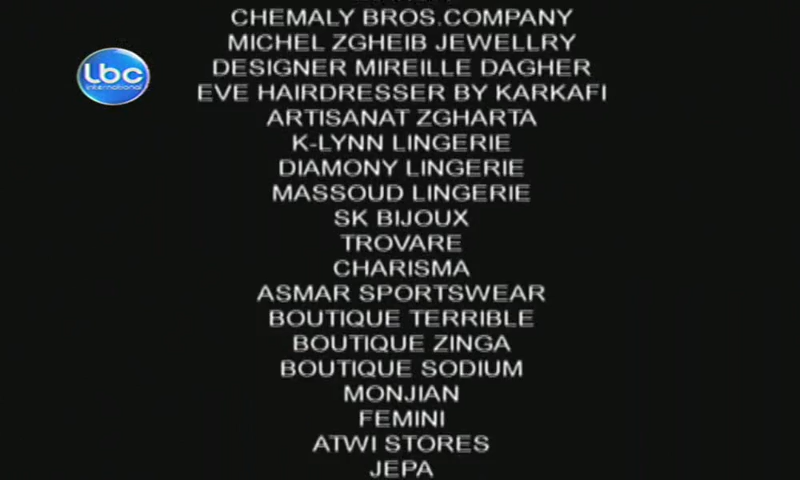 CHEMALY BROS.COMPANY
MICHEL ZGHEIB JEWELLRY
lbc
international
DESIGNER MIREILLE DAGHER
EVE HAIRDRESSER BY KARKAFI
ARTISANAT ZGHARTA
K-LYNN LINGERIE
DIAMONY LINGERIE
MASSOUD LINGERIE
SK BIJOUX
TROVARE
CHARISMA
ASMAR SPORTSWEAR
BOUTIQUE TERRIBLE
BOUTIQUE ZINGA
BOUTIQUE SODIUM
MONJIAN
FEMINI
ATWI STORES
JEPA